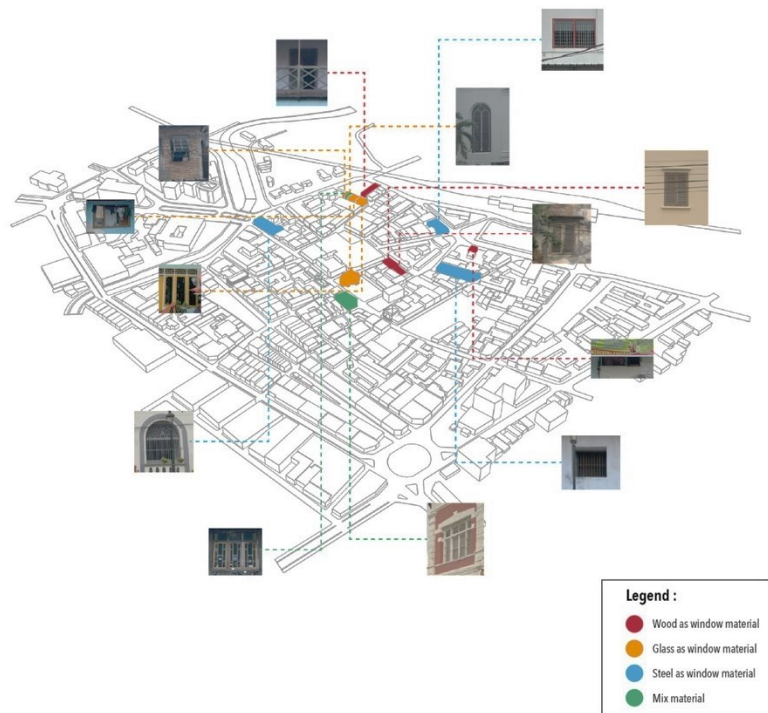 Legend :
Wood as window material
Glass as window material
Steel as window material
Mix material